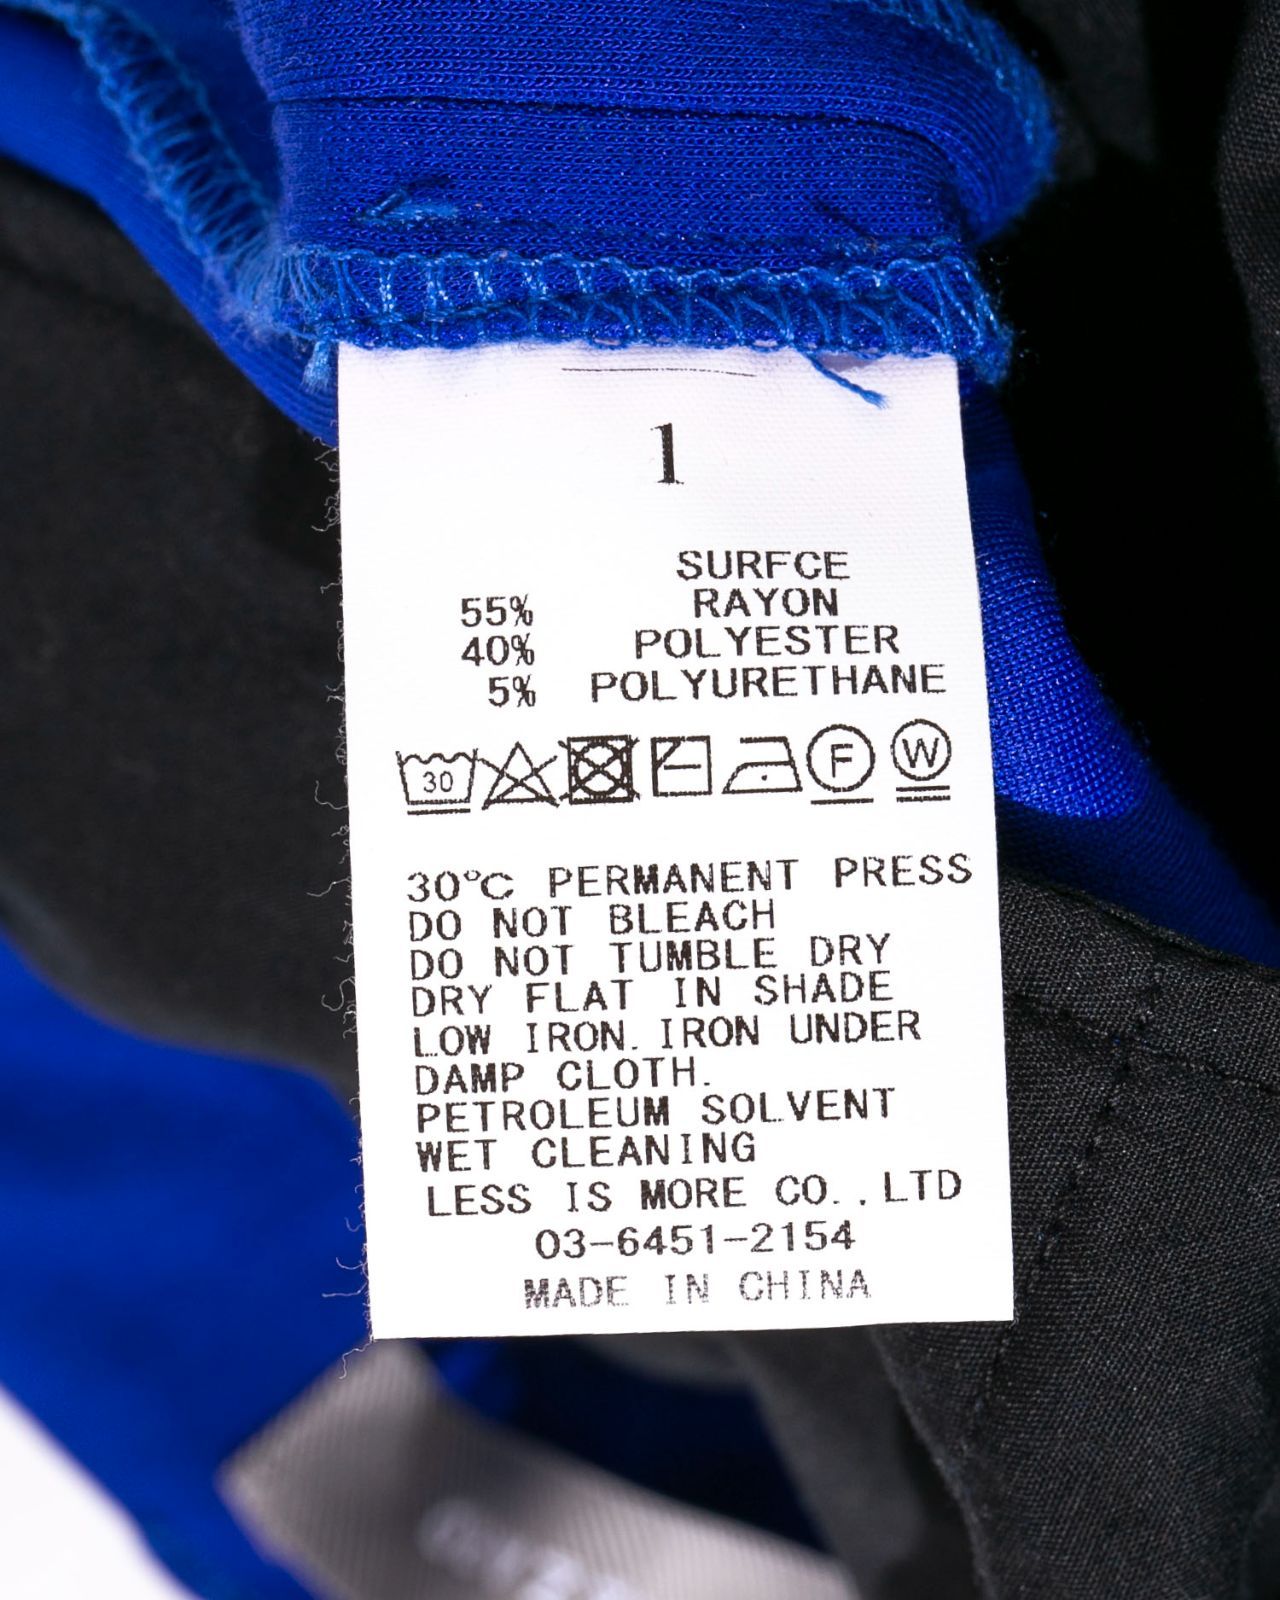 1
SURFCE
55% RAYON
40% POLYESTER
5% POLYURETHANE
30 F W
30℃ PERMANENT PRESS
DO NOT BLEACH
DO NOT TUMBLE DRY
DRY FLAT IN SHADE
LOW IRON. IRON UNDER
DAMP CLOTH.
PETROLEUM SOLVENT
WET CLEANING
LESS IS MORE CO.,LTD
03-6451-2154
MADE IN CHINA